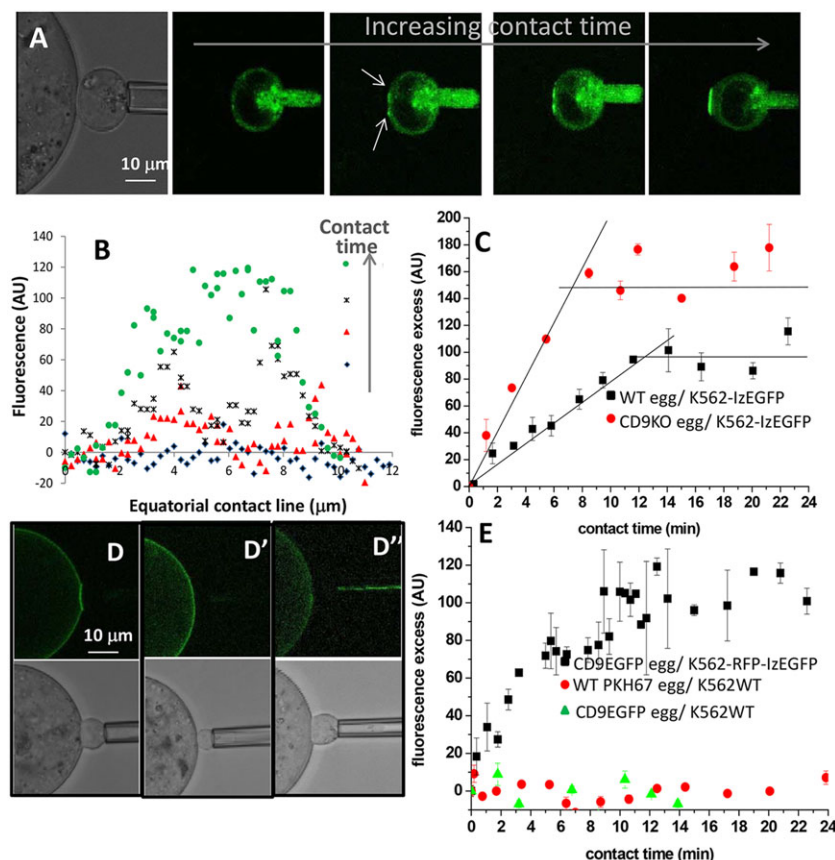 A
Increasing contact time
10 μm
B
Contact time
Fluorescence (AU)
140
120
100
80
60
40
20
0
-20
0 2 4 6 8 10 12
Equatorial contact line (μm)
C
fluorescence excess (AU)
200
180
160
140
120
100
80
60
40
20
0
WT egg/ K562-IzEGFP
CD9KO egg/ K562-IzEGFP
0 2 4 6 8 10 12 14 16 18 20 22 24
contact time (min)
D
D'
D''
10 μm
E
fluorescence excess (AU)
140
120
100
80
60
40
20
0
CD9EGFP egg/ K562-RFP-IzEGFP
WT PKH67 egg/ K562WT
CD9EGFP egg/ K562WT
0 2 4 6 8 10 12 14 16 18 20 22 24
contact time (min)